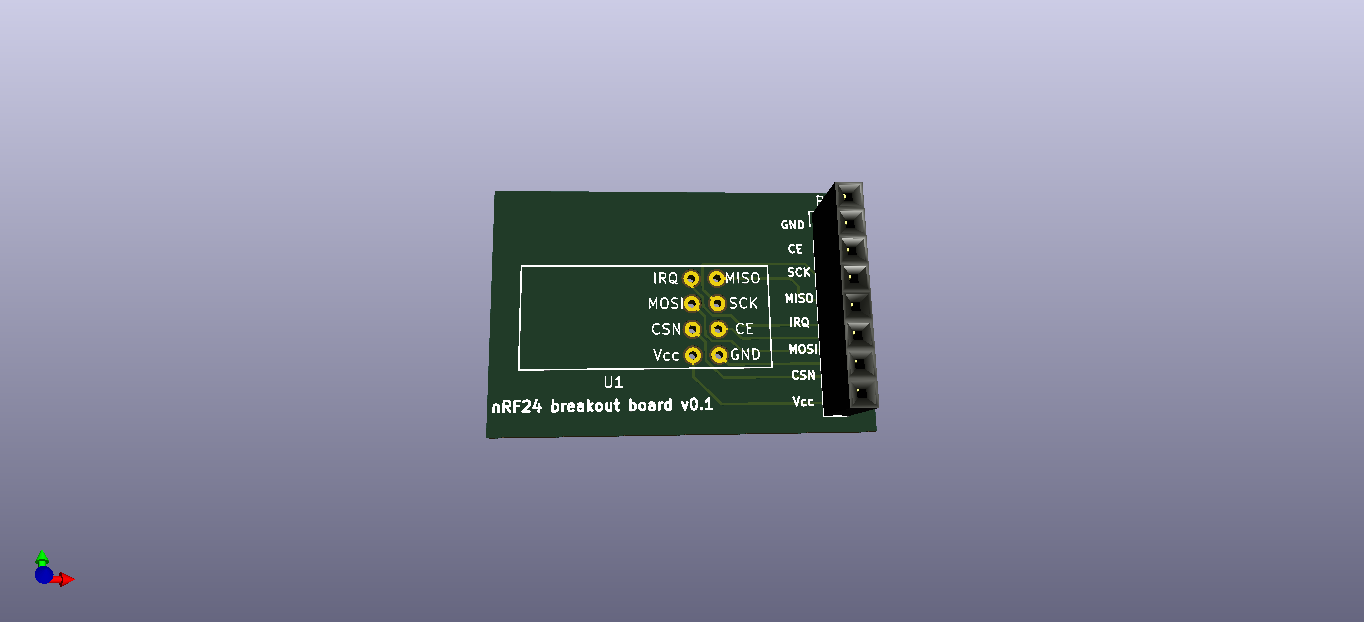 GND
CE
SCK
MISO
IRQ
MOSI
CSN
Vcc
IRQ MISO
MOSI SCK
CSN CE
Vcc GND
U1
nRF24 breakout board v0.1